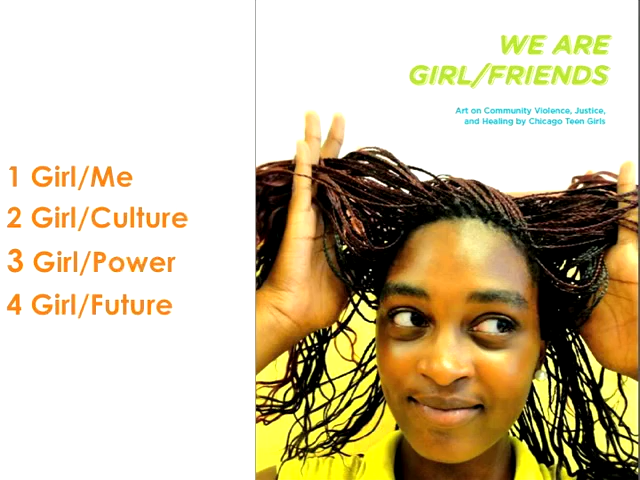 WE ARE
GIRL/FRIENDS
Art on Community Violence, Justice,
and Healing by Chicago Teen Girls
1 Girl/Me
2 Girl/Culture
3 Girl/Power
4 Girl/Future